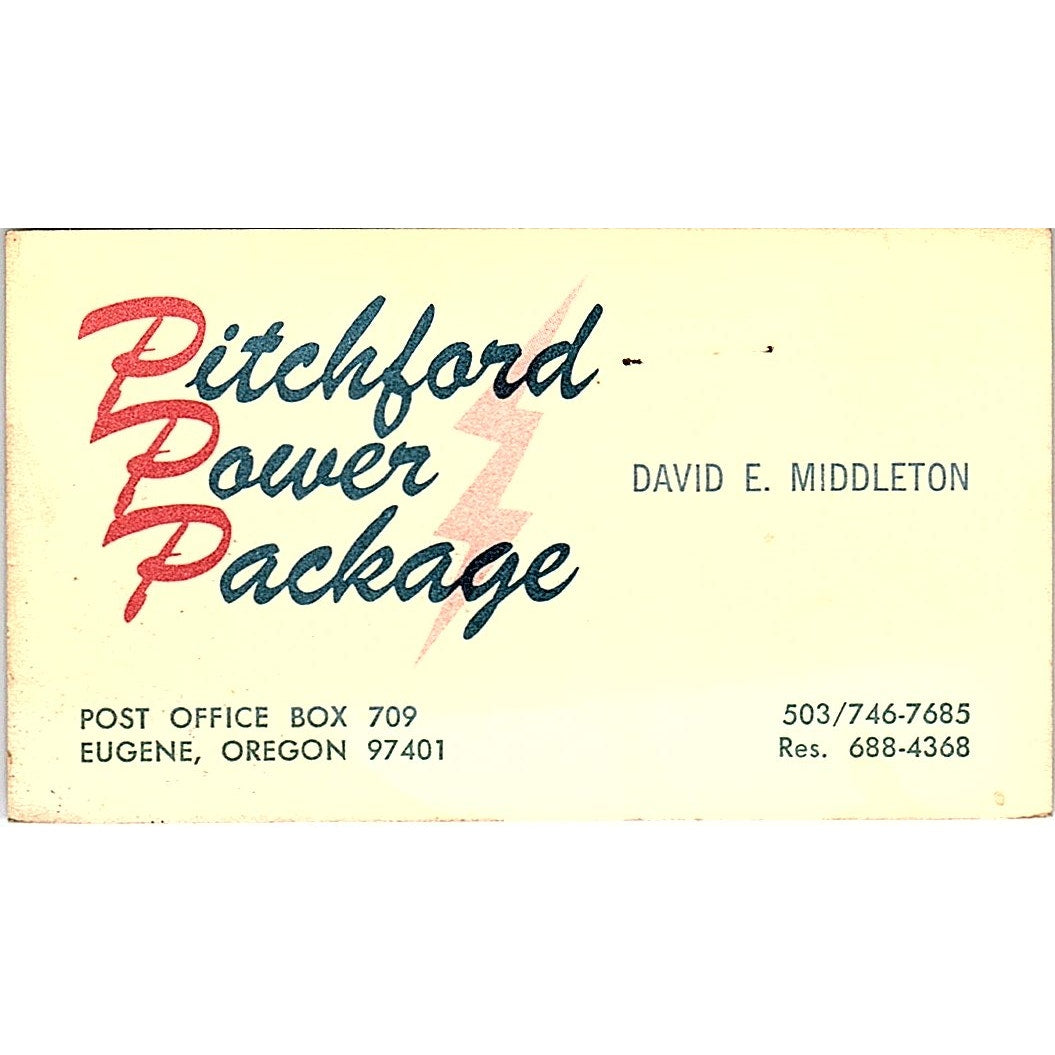 Pitchford
Power
Package
DAVID E. MIDDLETON
POST OFFICE BOX 709
EUGENE, OREGON 97401
503/746-7685
Res. 688-4368